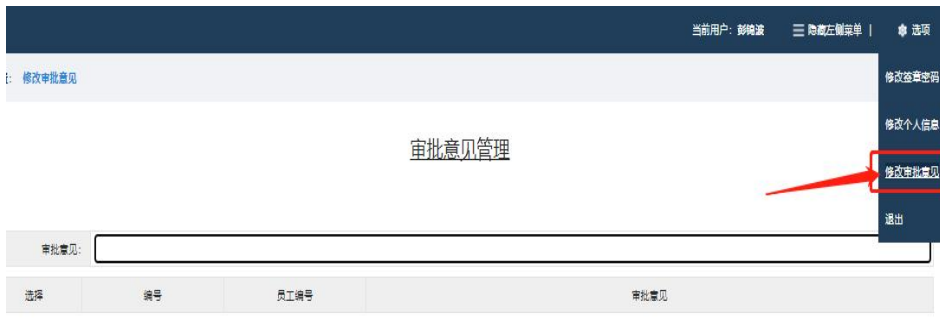 当前用户：彭锦波 隐藏左侧菜单 | 选项
: 修改审批意见
修改签章密码
修改个人信息
审批意见管理
修改审批意见
退出
审批意见:
选择 编号 员工编号 审批意见